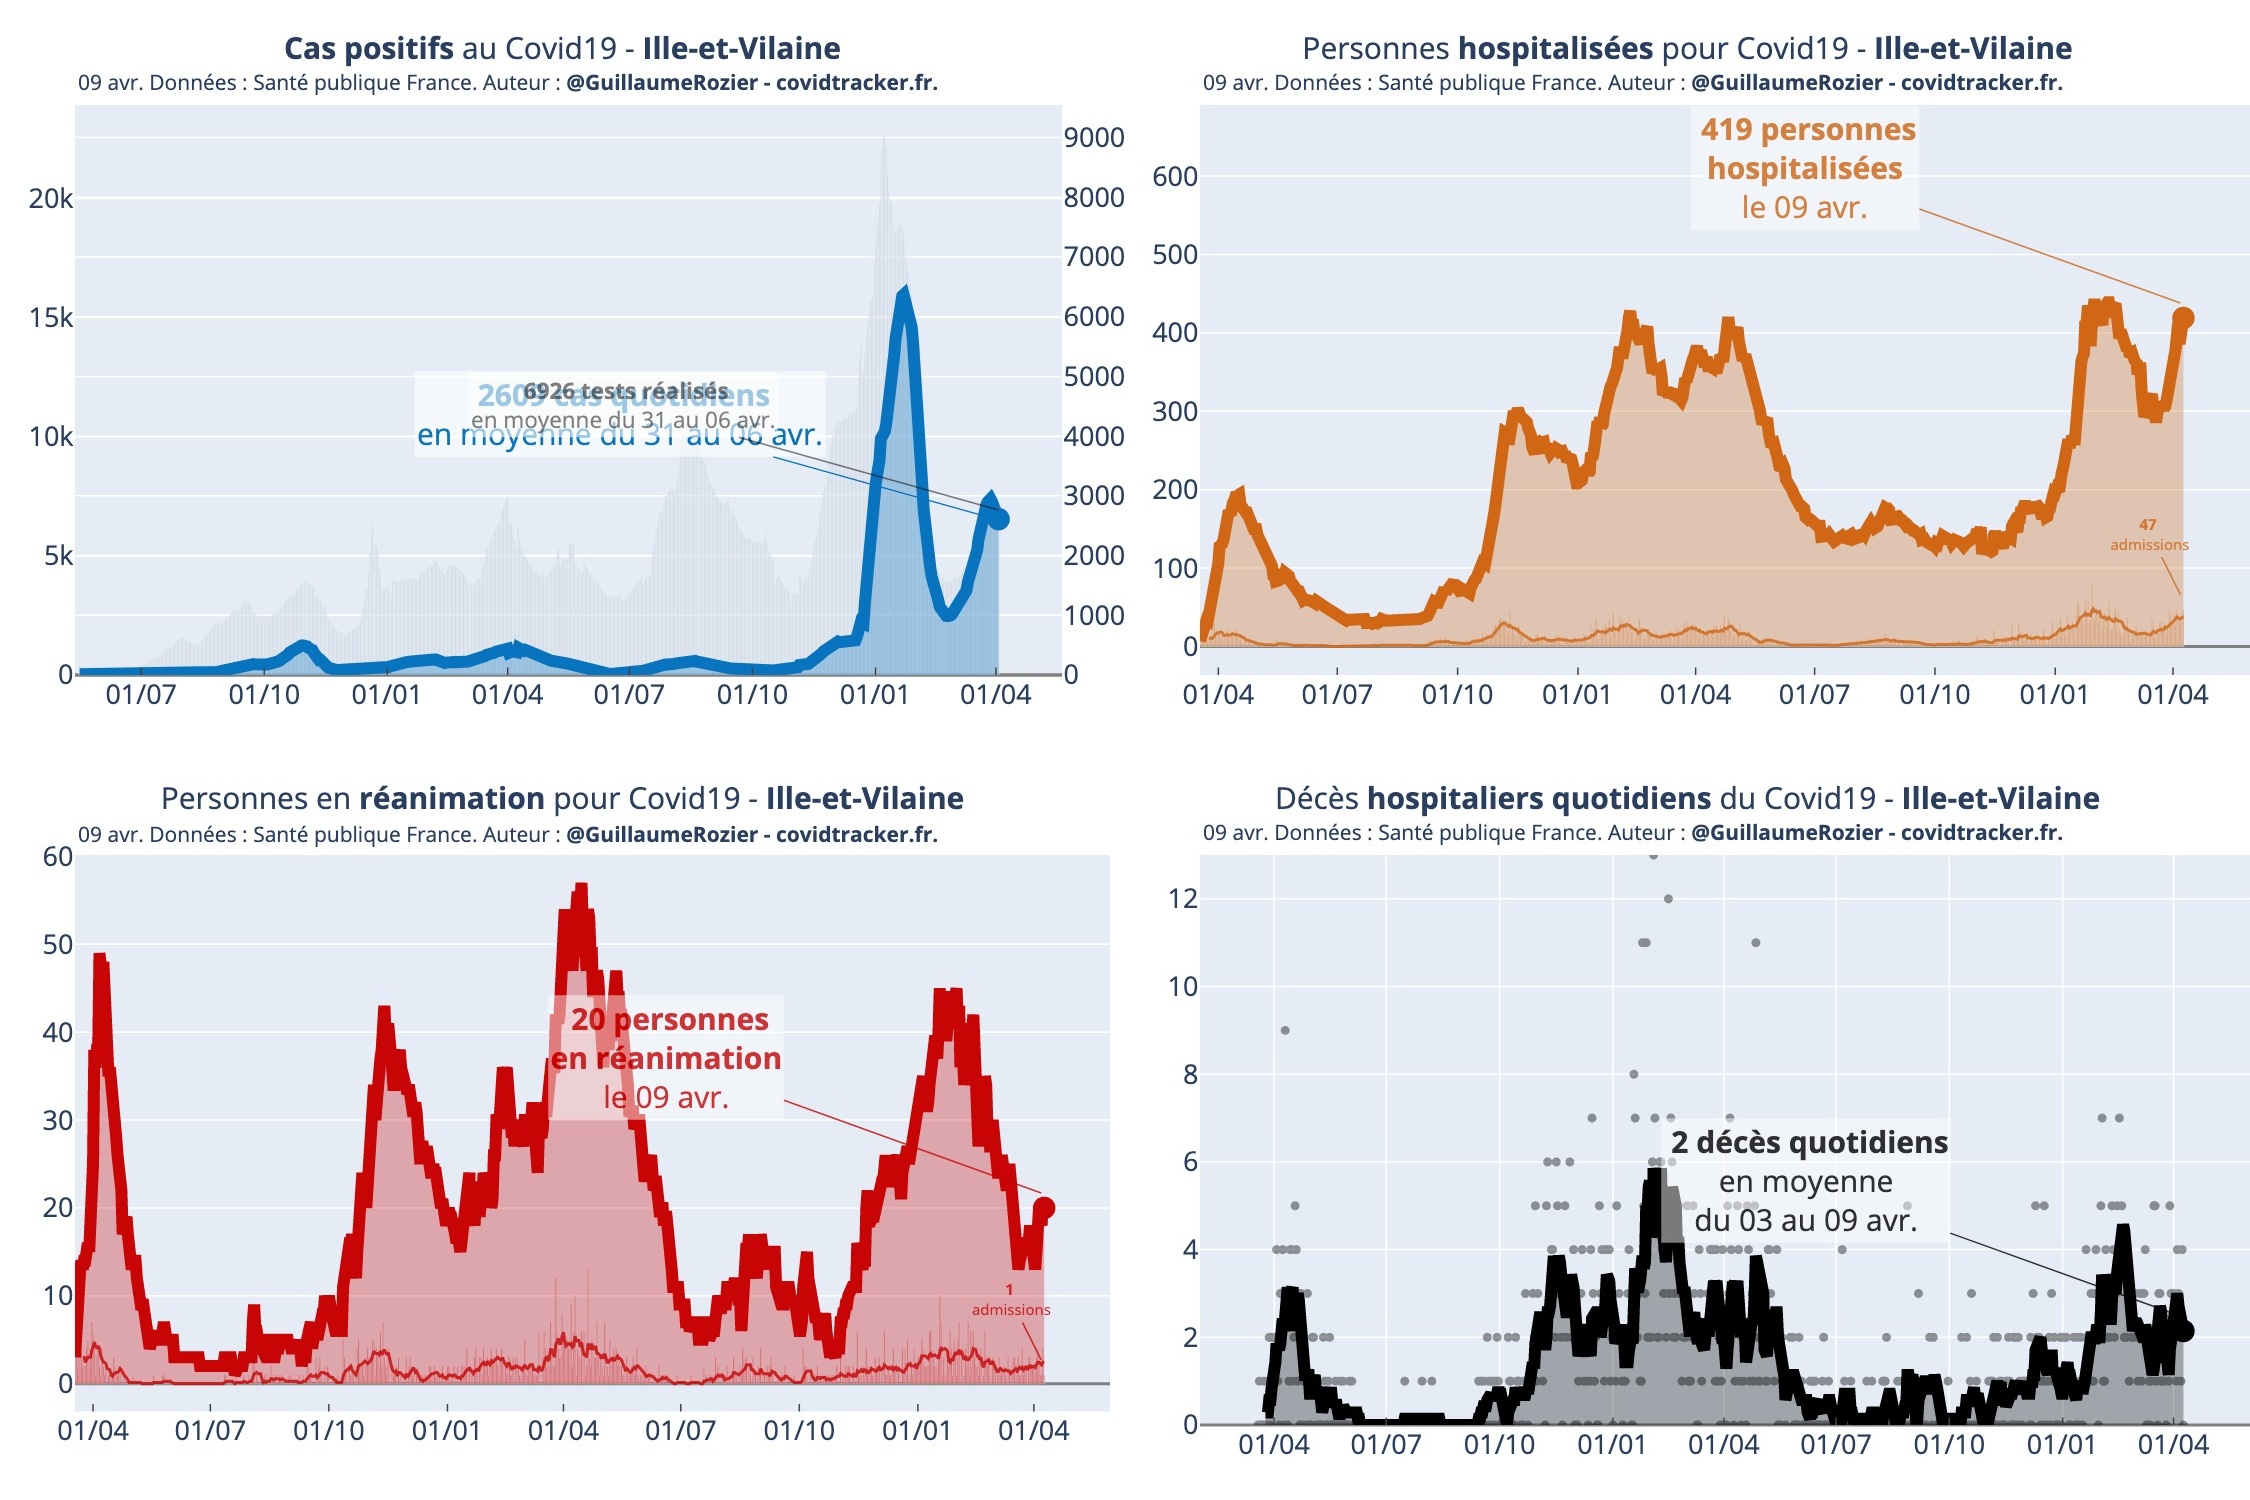 Cas positifs au Covid19 - Ille-et-Vilaine
09 avr. Données : Santé publique France. Auteur : @GuillaumeRozier - covidtracker.fr.
20k
15k
10k
5k
0
9000
8000
7000
6000
5000
4000
3000
2000
1000
0
2609 cas quotidiens
en moyenne du 31 au 06 avr.
6926 tests réalisés
en moyenne du 31 au 06 avr.
01/07 01/10 01/01 01/04 01/07 01/10 01/01 01/04
Personnes hospitalisées pour Covid19 - Ille-et-Vilaine
09 avr. Données : Santé publique France. Auteur : @GuillaumeRozier - covidtracker.fr.
600
500
400
300
200
100
0
419 personnes
hospitalisées
le 09 avr.
47
admissions
01/04 01/07 01/10 01/01 01/04 01/07 01/10 01/01 01/04
Personnes en réanimation pour Covid19 - Ille-et-Vilaine
09 avr. Données : Santé publique France. Auteur : @GuillaumeRozier - covidtracker.fr.
60
50
40
30
20
10
0
20 personnes
en réanimation
le 09 avr.
1
admissions
01/04 01/07 01/10 01/01 01/04 01/07 01/10 01/01 01/04
Décès hospitaliers quotidiens du Covid19 - Ille-et-Vilaine
09 avr. Données : Santé publique France. Auteur : @GuillaumeRozier - covidtracker.fr.
12
10
8
6
4
2
0
2 décès quotidiens
en moyenne
du 03 au 09 avr.
01/04 01/07 01/10 01/01 01/04 01/07 01/10 01/01 01/04